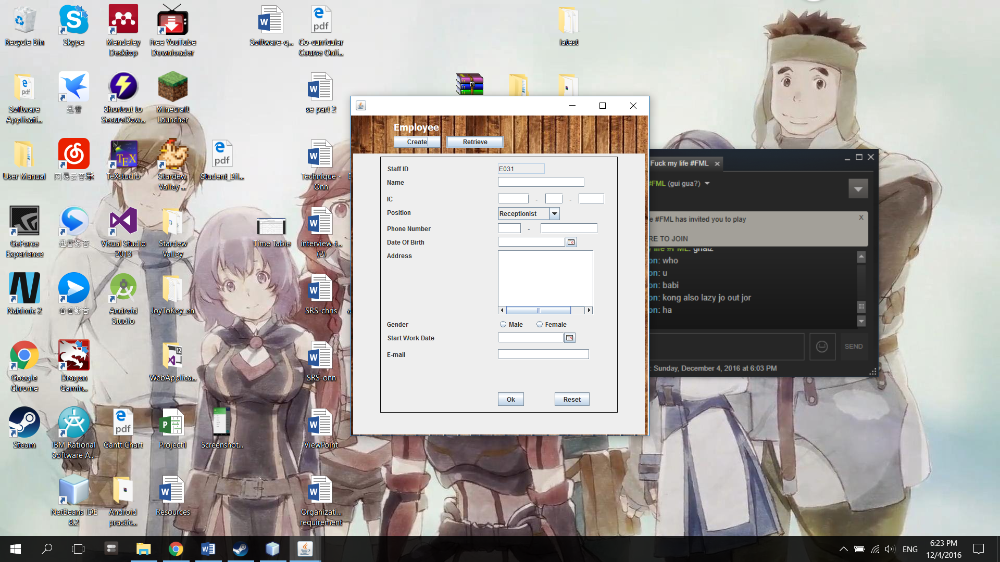 Recycle Bin
Skype
Mendeley
Desktop
Free YouTube
Downloader
Software-q...
Co-curricular
Course Onli...
latest
Software
Applicati...
迅雷
Shortcut to
SecureDow...
Minecraft
Launcher
se part 2
User Manual
网易云音乐
TeXstudio
Stardew
Valley ...
Student_Bil...
Technique -
Onn
GeForce
Experience
迅雷影音
Visual Studio
2013
Stardew
Valley
Time Table
interview-t...
(2)
Nahimic 2
看看影音
Android
Studio
JoyToKey_en
SRS-chris
Google
Chrome
Dragon
Gamin...
WebApplica...
SRS-onn
Steam
IBM Rational
Software A...
Gantt Chart
Project1
Screenshot...
ViewPoint
NetBeans IDE
8.2
Android
practic...
Resources
Organizati...
requirement
Employee
Create
Retrieve
Staff ID
E031
Name
IC
- -
Position
Receptionist
Phone Number
-
Date Of Birth
Address
Gender
Male
Female
Start Work Date
E-mail
Ok
Reset
Fuck my life #FML
#FML (gui gua?)
e #FML has invited you to play
RE TO JOIN
life #FML: ghaiz
on: who
on: u
on: babi
on: kong also lazy jo out jor
on: ha
SEND
: Sunday, December 4, 2016 at 6:03 PM
ENG
6:23 PM
12/4/2016